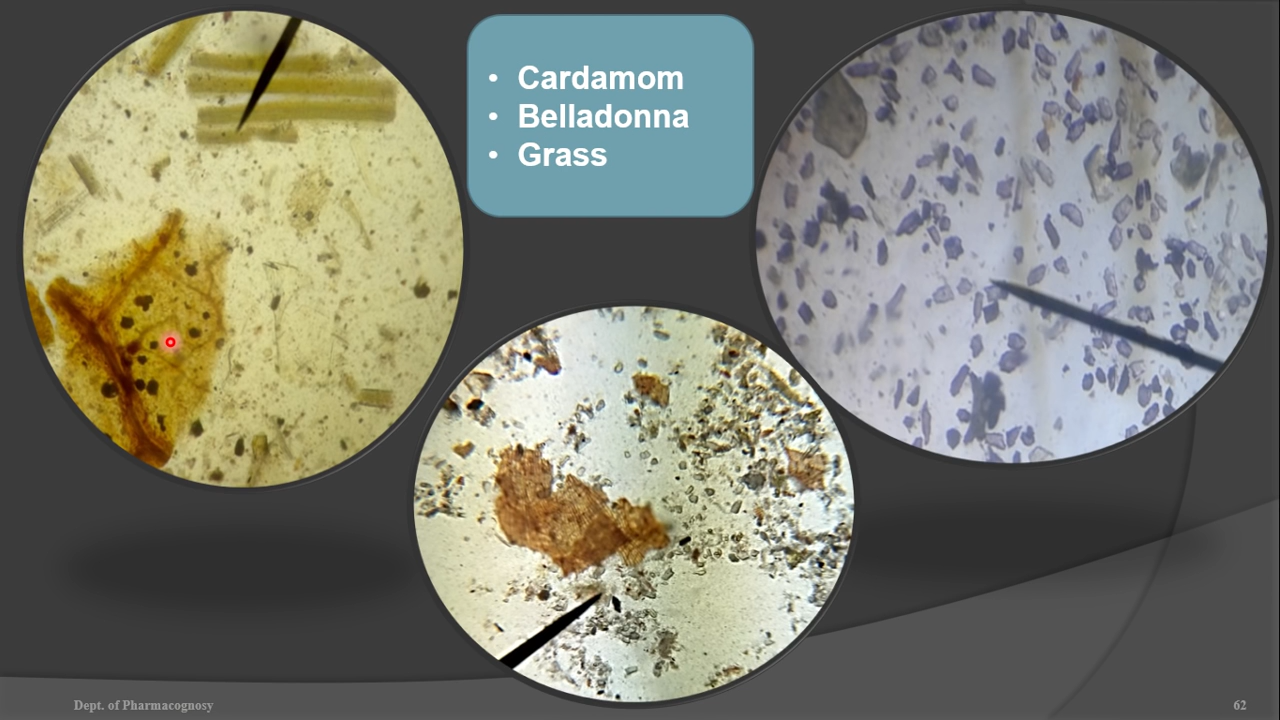 • Cardamom
• Belladonna
• Grass
Dept. of Pharmacognosy
62